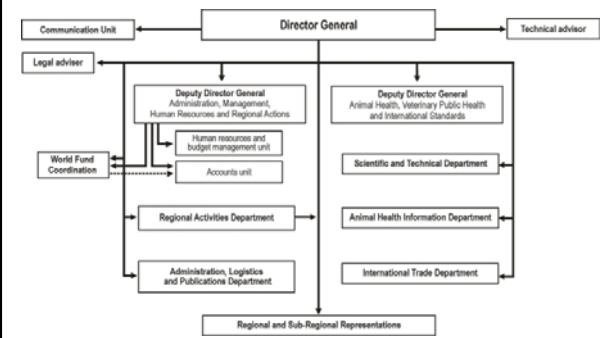 Director General
Communication Unit
Technical advisor
Legal adviser
Deputy Director General
Administration, Management,
Human Resources and Regional Actions
Deputy Director General
Animal Health, Veterinary Public Health
and International Standards
Human resources and
budget management unit
World Fund
Coordination
Accounts unit
Scientific and Technical Department
Regional Activities Department
Animal Health Information Department
Administration, Logistics
and Publications Department
International Trade Department
Regional and Sub-Regional Representations